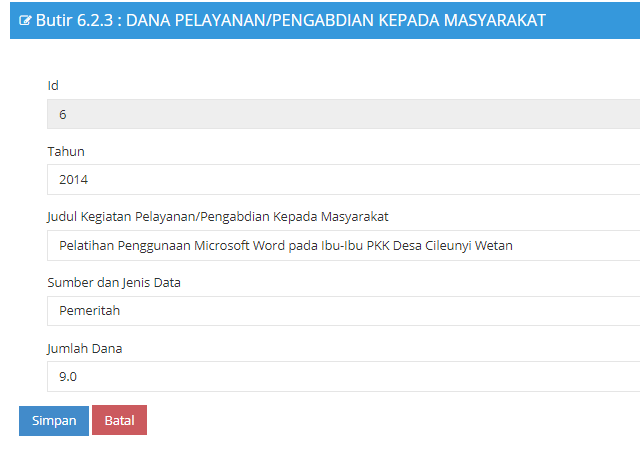 Butir 6.2.3 : DANA PELAYANAN/PENGABDIAN KEPADA MASYARAKAT
Id
6
Tahun
2014
Judul Kegiatan Pelayanan/Pengabdian Kepada Masyarakat
Pelatihan Penggunaan Microsoft Word pada Ibu-Ibu PKK Desa Cileunyi Wetan
Sumber dan Jenis Data
Pemeritah
Jumlah Dana
9.0
Simpan Batal